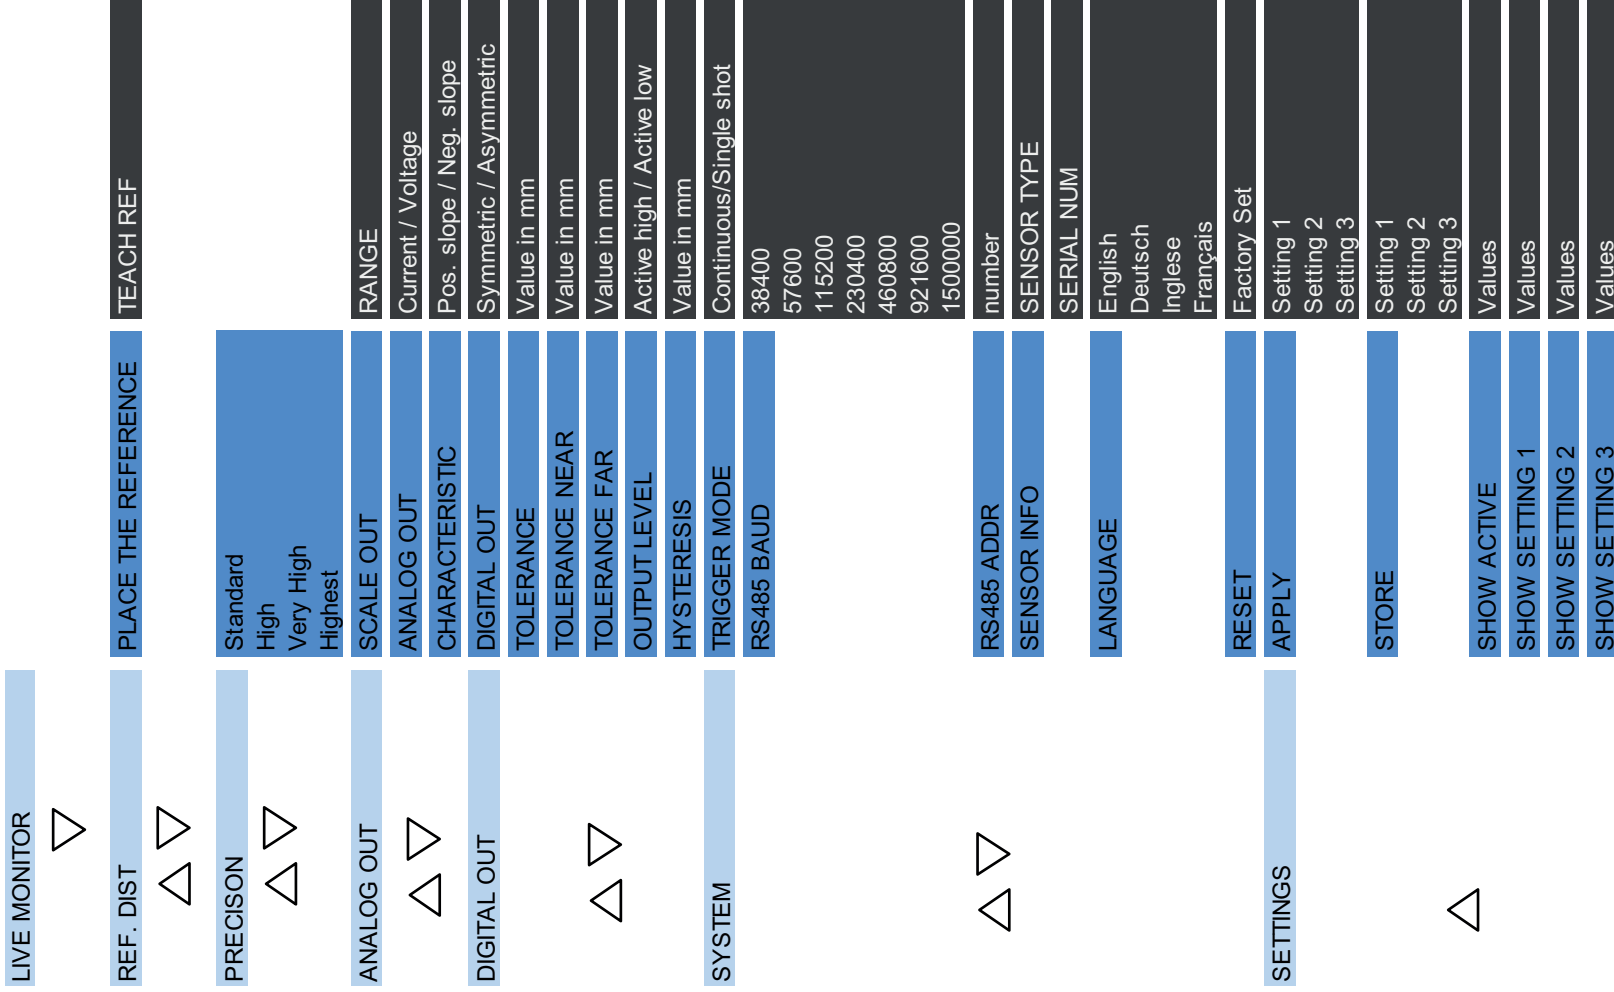 LIVE MONITOR
REF. DIST
PLACE THE REFERENCE
TEACH REF
PRECISON
Standard
High
Very High
Highest
ANALOG OUT
SCALE OUT
RANGE
ANALOG OUT
Current / Voltage
CHARACTERISTIC
Pos. slope / Neg. slope
DIGITAL OUT
DIGITAL OUT
Symmetric / Asymmetric
TOLERANCE
Value in mm
TOLERANCE NEAR
Value in mm
TOLERANCE FAR
Value in mm
OUTPUT LEVEL
Active high / Active low
HYSTERESIS
Value in mm
SYSTEM
TRIGGER MODE
Continuous/Single shot
RS485 BAUD
38400
57600
115200
230400
460800
921600
1500000
RS485 ADDR
number
SENSOR INFO
SENSOR TYPE
SERIAL NUM
LANGUAGE
English
Deutsch
Inglese
Français
RESET
Factory Set
SETTINGS
APPLY
Setting 1
Setting 2
Setting 3
STORE
Setting 1
Setting 2
Setting 3
SHOW ACTIVE
Values
SHOW SETTING 1
Values
SHOW SETTING 2
Values
SHOW SETTING 3
Values